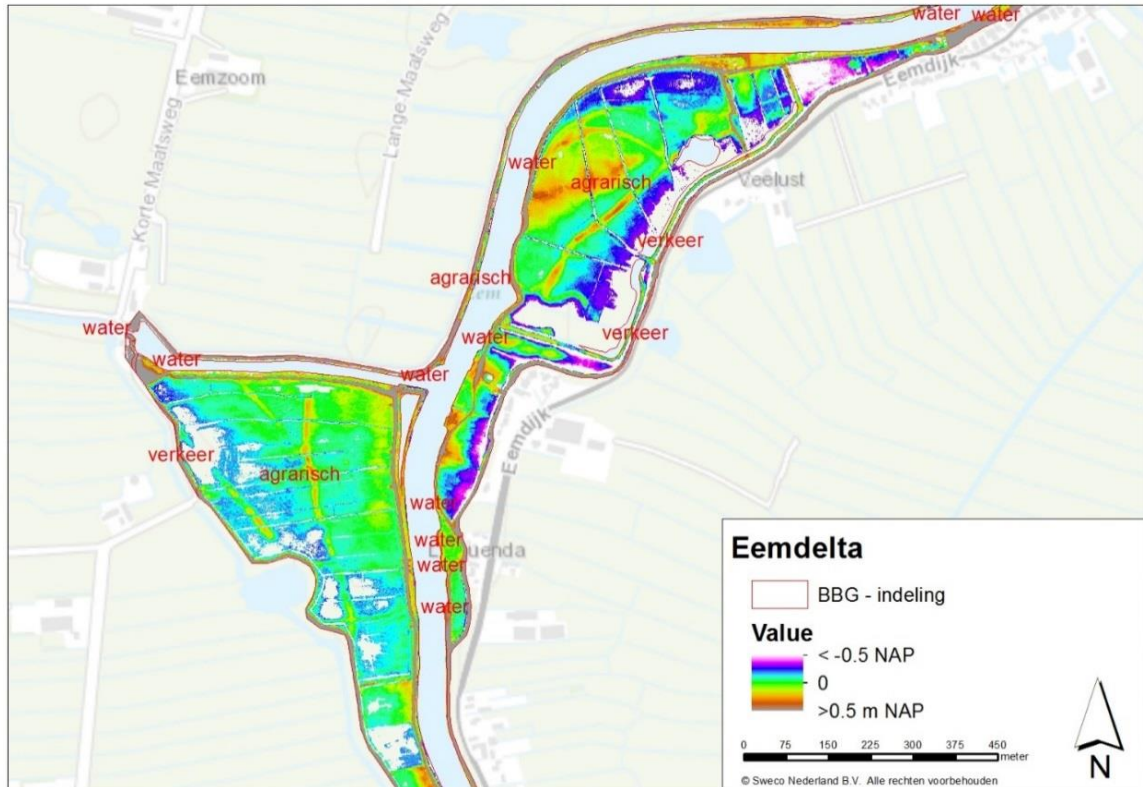 water
water
Eemzoom
Eemdijk
Lange Maatsweg
Korte Maatsweg
water
agrarisch
Veelust
verkeer
agrarisch
Eem
water
water
verkeer
water
water
Eemdijk
verkeer
agrarisch
water
water
water
water
Eemdelta
BBG - indeling
Value
< -0.5 NAP
0
>0.5 m NAP
0 75 150 225 300 375 450
meter
© Sweco Nederland B.V. Alle rechten voorbehouden
N